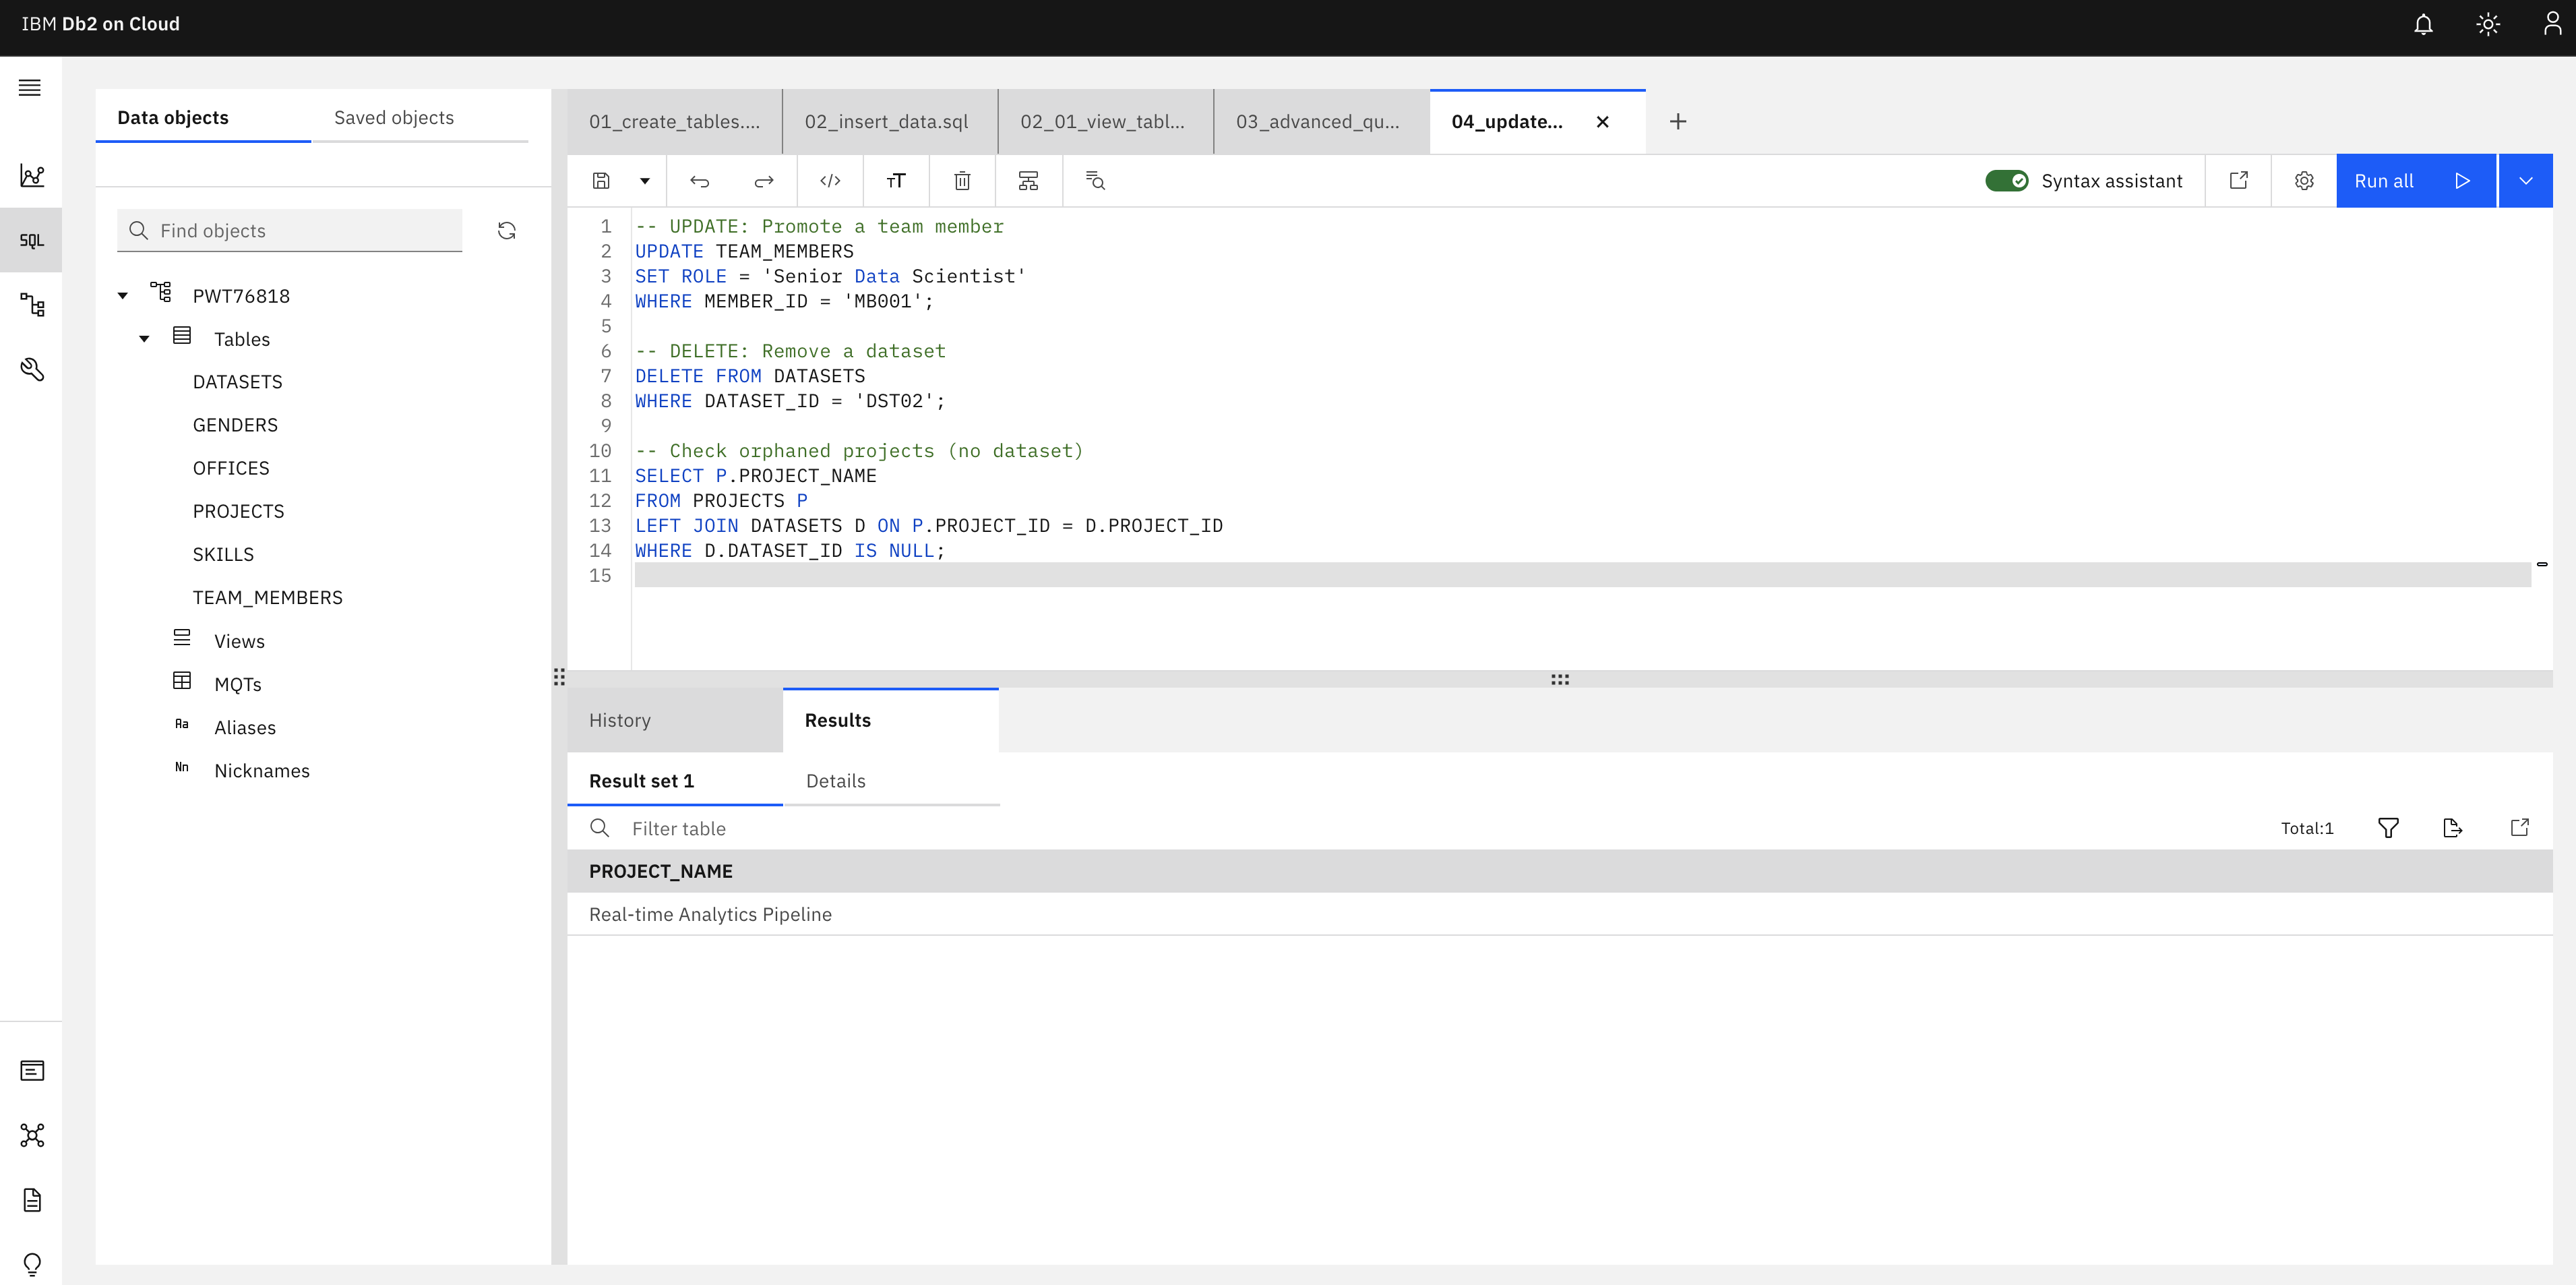 IBM Db2 on Cloud
Data objects
Saved objects
Find objects
SQL
PWT76818
Tables
DATASETS
GENDERS
OFFICES
PROJECTS
SKILLS
TEAM_MEMBERS
Views
MQTs
Aa Aliases
Nn Nicknames
01_create_tables....
02_insert_data.sql
02_01_view_tabl...
03_advanced_qu...
04_update...
Syntax assistant
Run all
1 -- UPDATE: Promote a team member
2 UPDATE TEAM_MEMBERS
3 SET ROLE = 'Senior Data Scientist'
4 WHERE MEMBER_ID = 'MB001';
5
6 -- DELETE: Remove a dataset
7 DELETE FROM DATASETS
8 WHERE DATASET_ID = 'DST02';
9
10 -- Check orphaned projects (no dataset)
11 SELECT P.PROJECT_NAME
12 FROM PROJECTS P
13 LEFT JOIN DATASETS D ON P.PROJECT_ID = D.PROJECT_ID
14 WHERE D.DATASET_ID IS NULL;
15
History
Results
Result set 1
Details
Filter table
Total:1
PROJECT_NAME
Real-time Analytics Pipeline